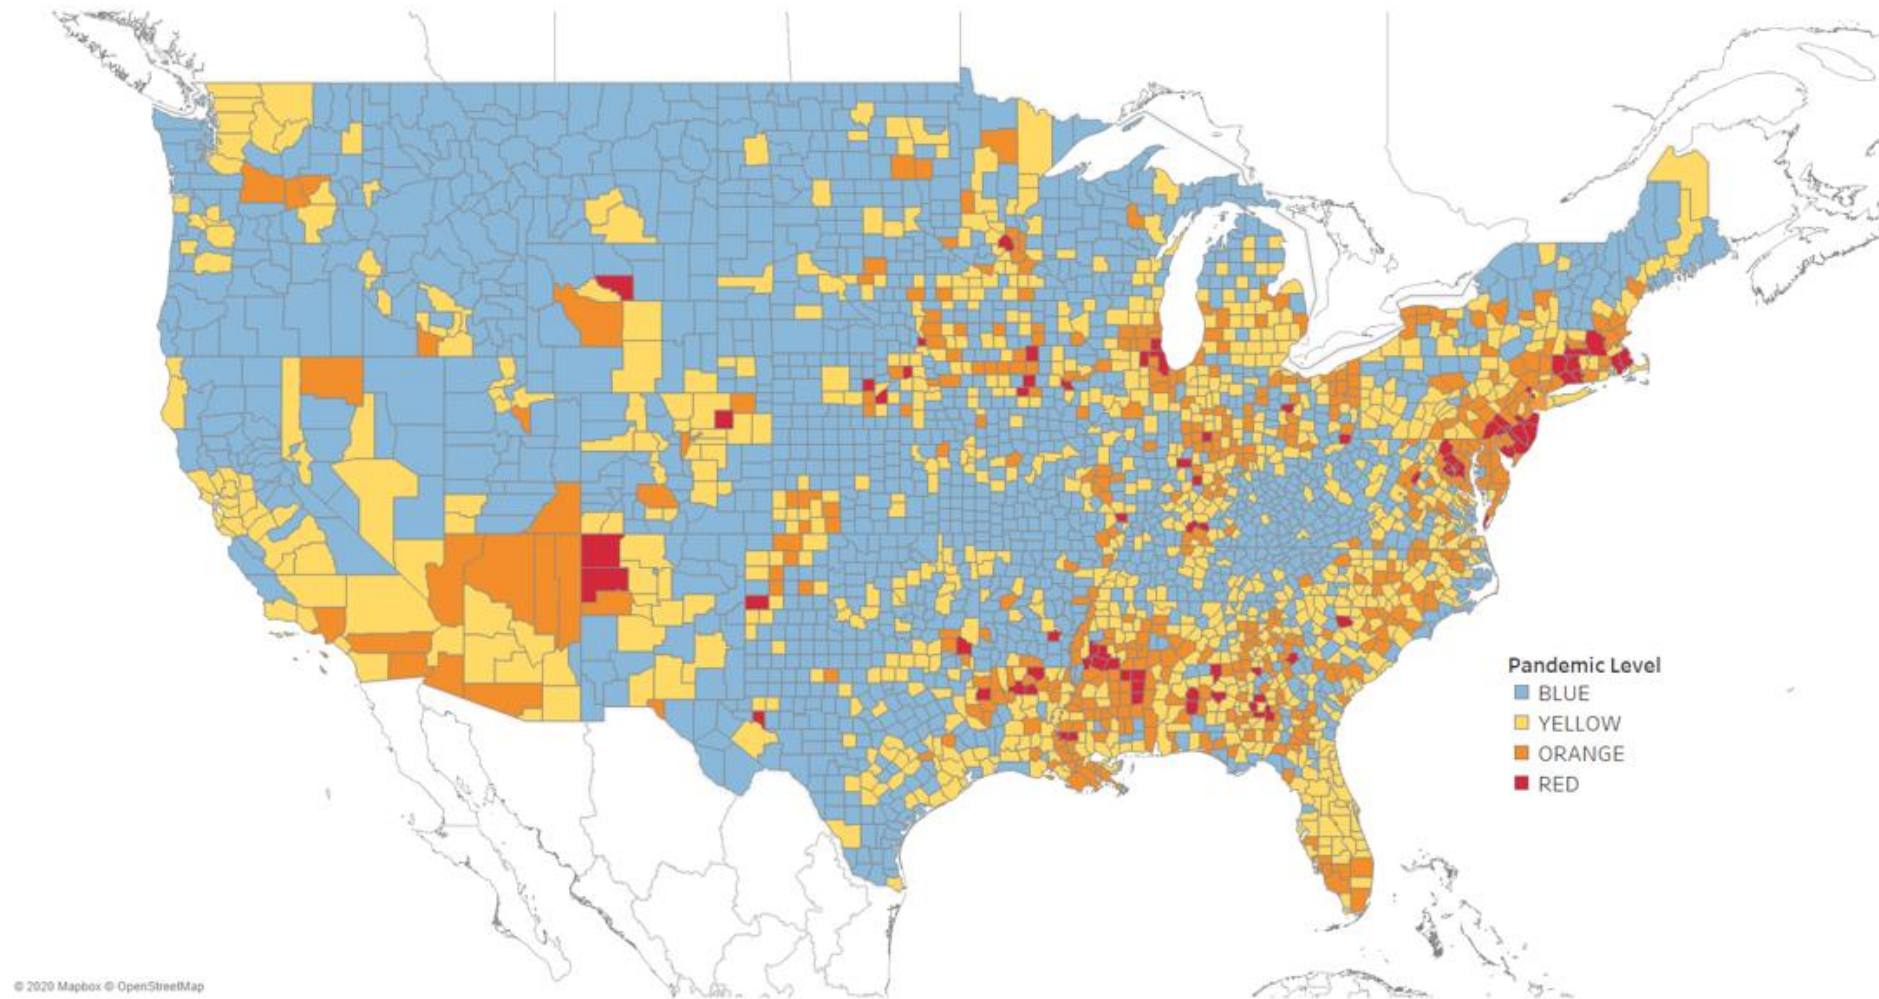 Pandemic Level
BLUE
YELLOW
ORANGE
RED
© 2020 Mapbox © OpenStreetMap